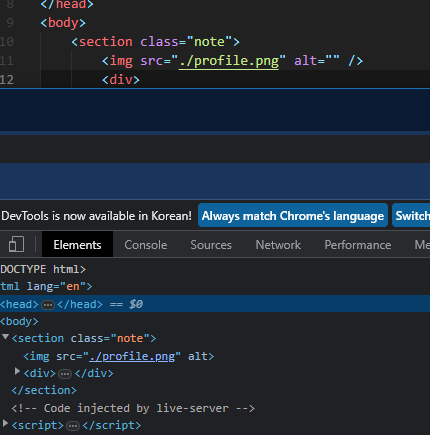 8 </head>
9 <body>
10 <section class="note">
11 <img src="./profile.png" alt="" />
12 <div>
DevTools is now available in Korean! Always match Chrome's language Switch
Elements Console Sources Network Performance Me
DOCTYPE html>
tml lang="en">
<head> … </head> == $0
<body>
<section class="note">
<img src="./profile.png" alt>
<div> … </div>
</section>
<!-- Code injected by live-server -->
<script> … </script>